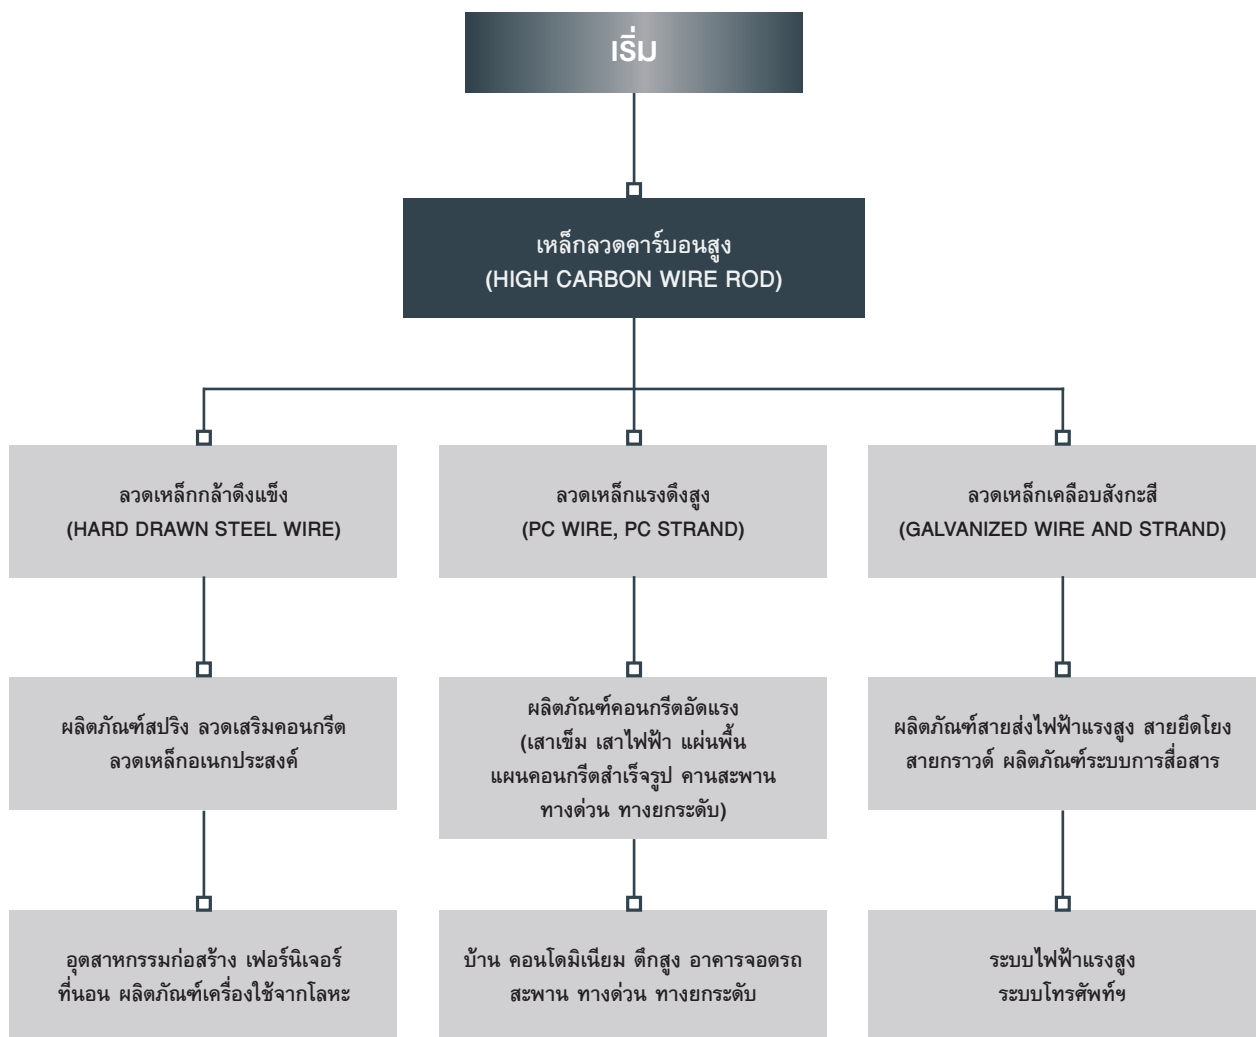 เริ่ม
เหล็กลวดคาร์บอนสูง
(HIGH CARBON WIRE ROD)
ลวดเหล็กกล้าดึงแข็ง
(HARD DRAWN STEEL WIRE)
ลวดเหล็กแรงดึงสูง
(PC WIRE, PC STRAND)
ลวดเหล็กเคลือบสังกะสี
(GALVANIZED WIRE AND STRAND)
ผลิตภัณฑ์สปริง ลวดเสริมคอนกรีต
ลวดเหล็กอเนกประสงค์
ผลิตภัณฑ์คอนกรีตอัดแรง
(เสาเข็ม เสาไฟฟ้า แผ่นพื้น
แผนคอนกรีตสำเร็จรูป คานสะพาน
ทางด่วน ทางยกระดับ)
ผลิตภัณฑ์สายส่งไฟฟ้าแรงสูง สายยึดโยง
สายกราวด์ ผลิตภัณฑ์ระบบการสื่อสาร
อุตสาหกรรมก่อสร้าง เฟอร์นิเจอร์
ที่นอน ผลิตภัณฑ์เครื่องใช้จากโลหะ
บ้าน คอนโดมิเนียม ตึกสูง อาคารจอดรถ
สะพาน ทางด่วน ทางยกระดับ
ระบบไฟฟ้าแรงสูง
ระบบโทรศัพท์ฯ